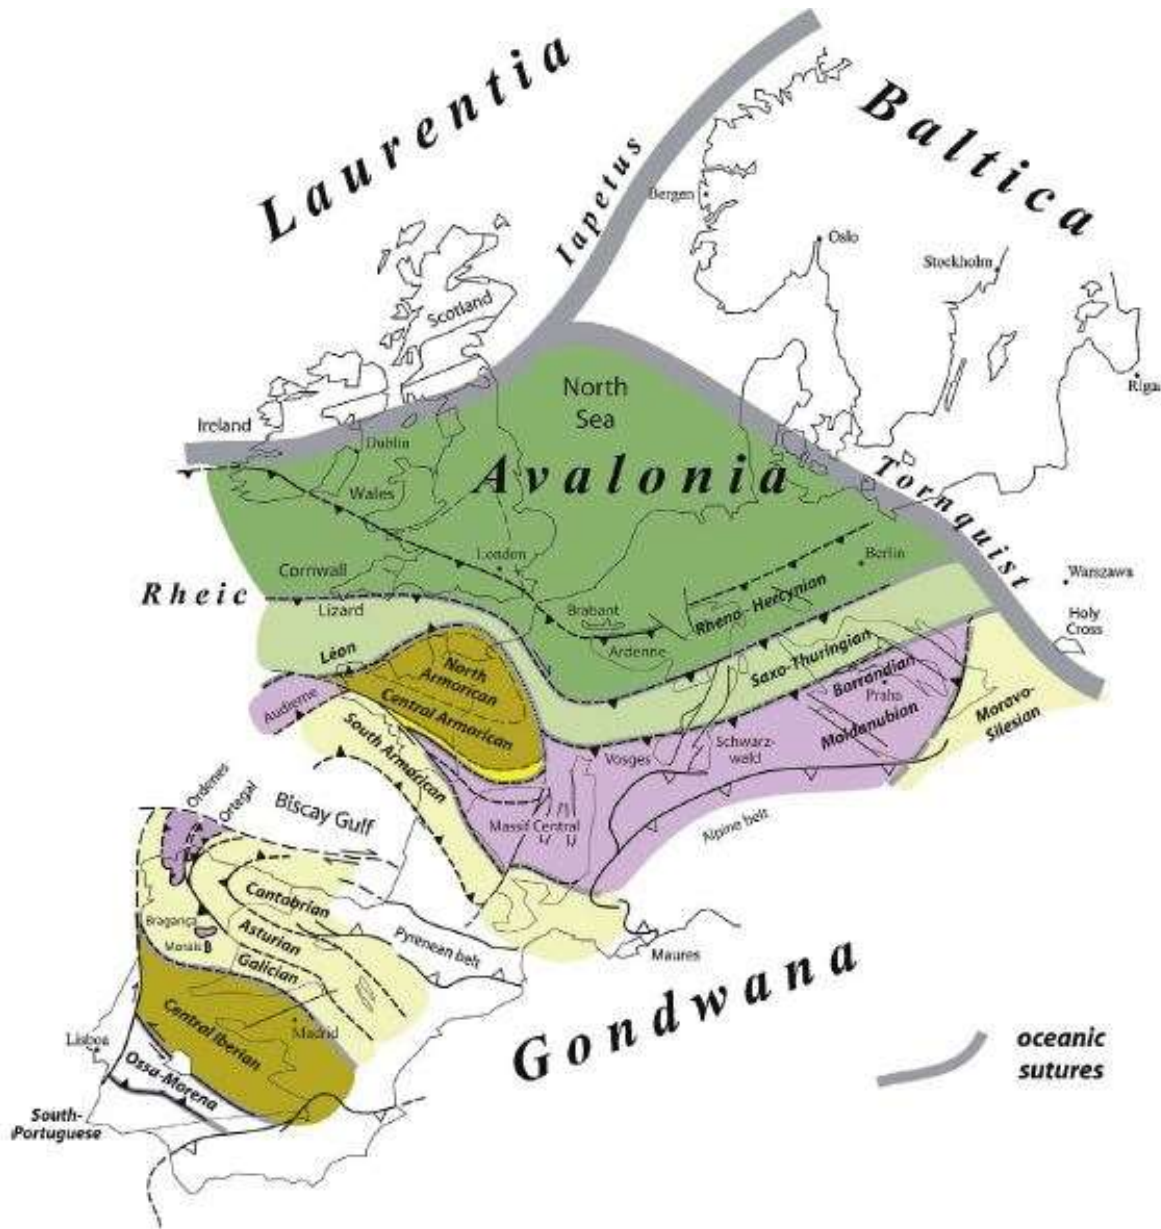 Laurentia
Baltica
Iapetus
Bergen
Oslo
Stockholm
Scotland
Riga
North
Sea
Ireland
Dublin
Avalonia
Tornquist
Wales
London
Berlin
Warszawa
Cornwall
Rheic
Lizard
Brabant
Rheno-Hercynian
Holy
Cross
Ardenne
Léon
North
Armorican
Saxo-Thuringian
Barrandian
Praha
Audierne
Central Armorican
Moldanubian
Moravo-
Silesian
South Armorican
Vosges
Schwarz-
wald
Ordenes
Ortegal
Biscay Gulf
Massif Central
Alpine belt
Cantabrian
Bragança
Asturian
Morais
Galician
Pyrenean belt
Maures
Gondwana
Central Iberian
Madrid
Lisboa
Ossa-Morena
South-
Portuguese
oceanic
sutures